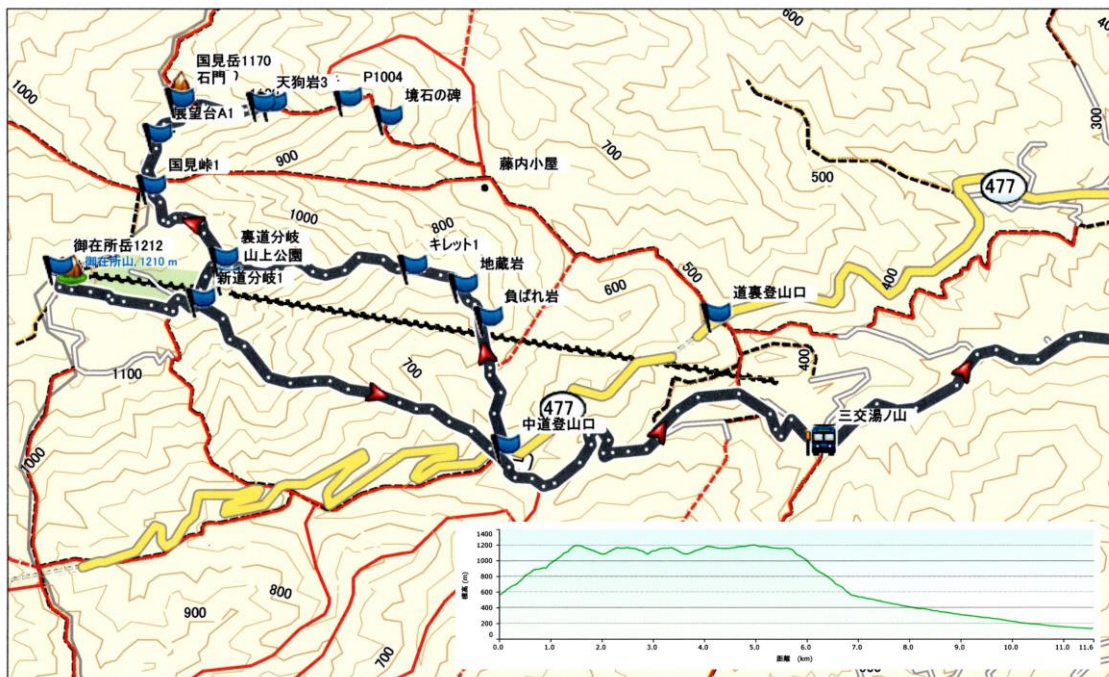 600
400
1000
国見岳1170
石門
天狗岩3
P1004
境石の碑
展望台A1
700
300
藤内小屋
500
477
国見峠1
900
1000
800
御在所岳1212
御在所山, 1210 m
裏道分岐
山上公園
キレット1
地蔵岩
500
400
新道分岐1
負ばれ岩
600
道裏登山口
1100
700
400
477
中道登山口
三交湯ノ山
1000
800
900
700
標高 (m)
1400
1200
1000
800
600
400
200
0
0.0 1.0 2.0 3.0 4.0 5.0 6.0 7.0 8.0 9.0 10.0 11.0 11.6
距離 (km)